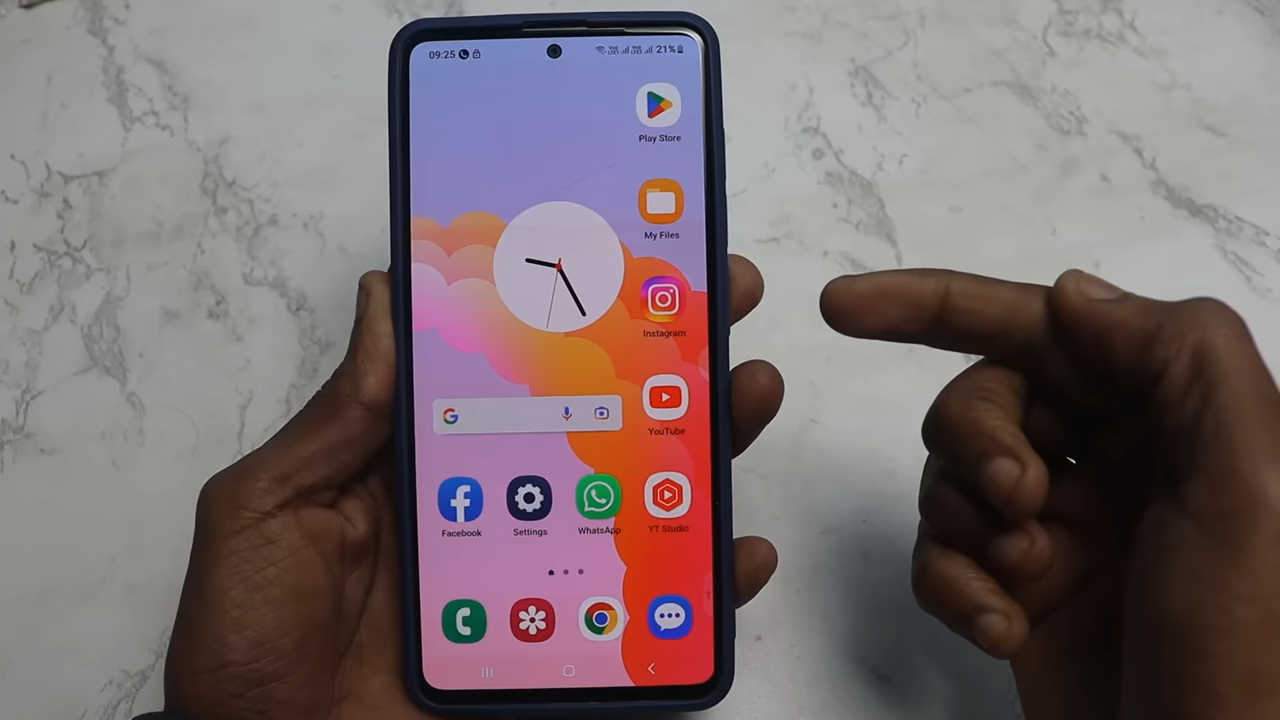 09:25
21%
Play Store
My Files
Instagram
YouTube
Facebook
Settings
WhatsApp
YT Studio